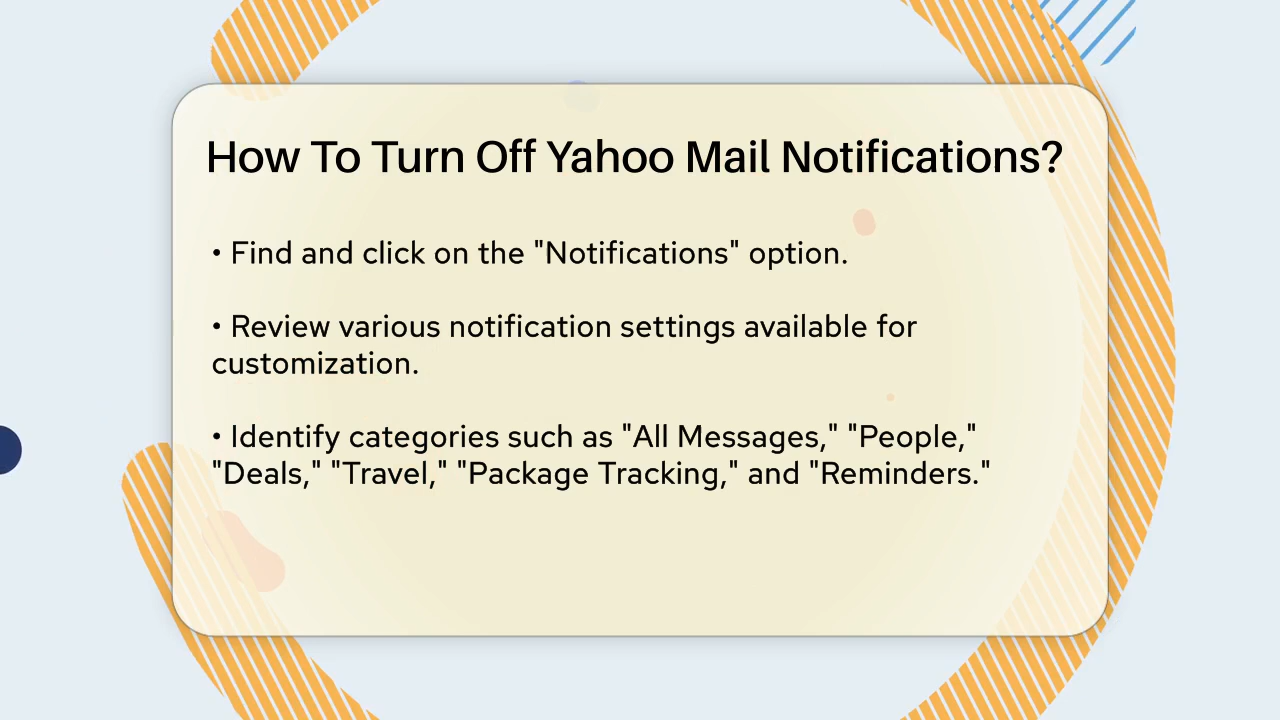 How To Turn Off Yahoo Mail Notifications?
• Find and click on the "Notifications" option.
• Review various notification settings available for
customization.
• Identify categories such as "All Messages," "People,"
"Deals," "Travel," "Package Tracking," and "Reminders."